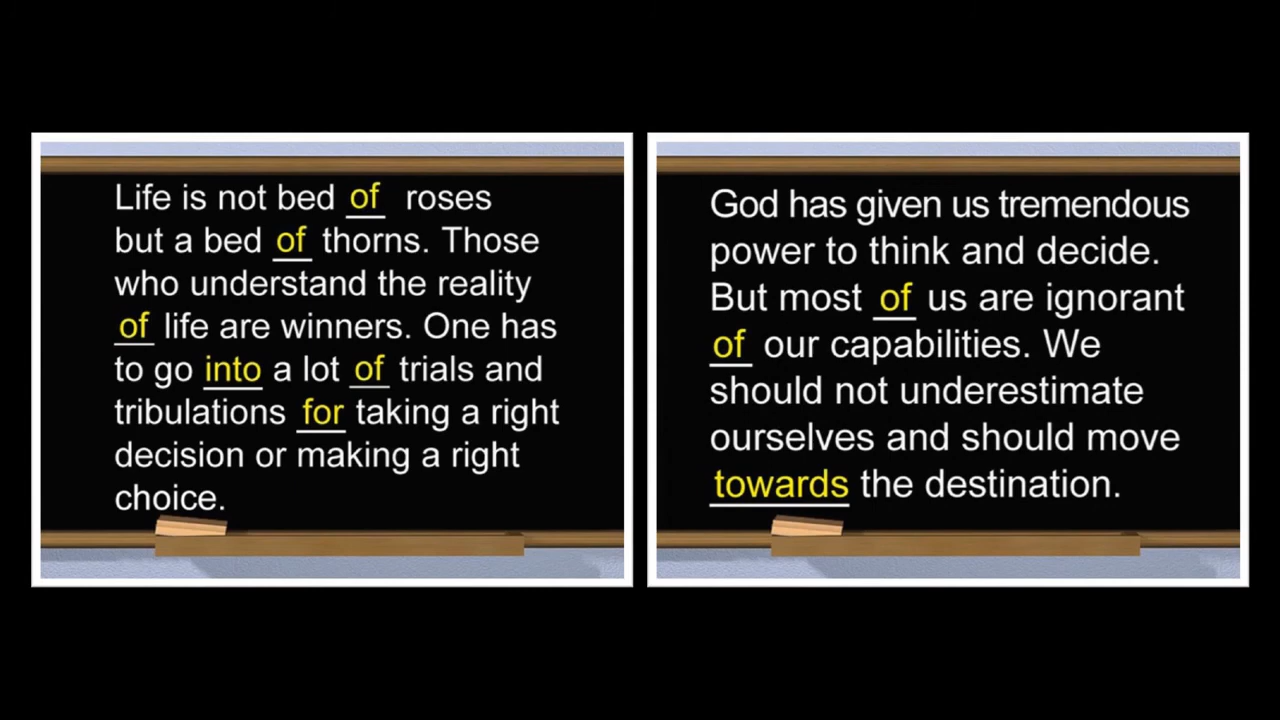 Life is not bed of roses
but a bed of thorns. Those
who understand the reality
of life are winners. One has
to go into a lot of trials and
tribulations for taking a right
decision or making a right
choice.
God has given us tremendous
power to think and decide.
But most of us are ignorant
of our capabilities. We
should not underestimate
ourselves and should move
towards the destination.